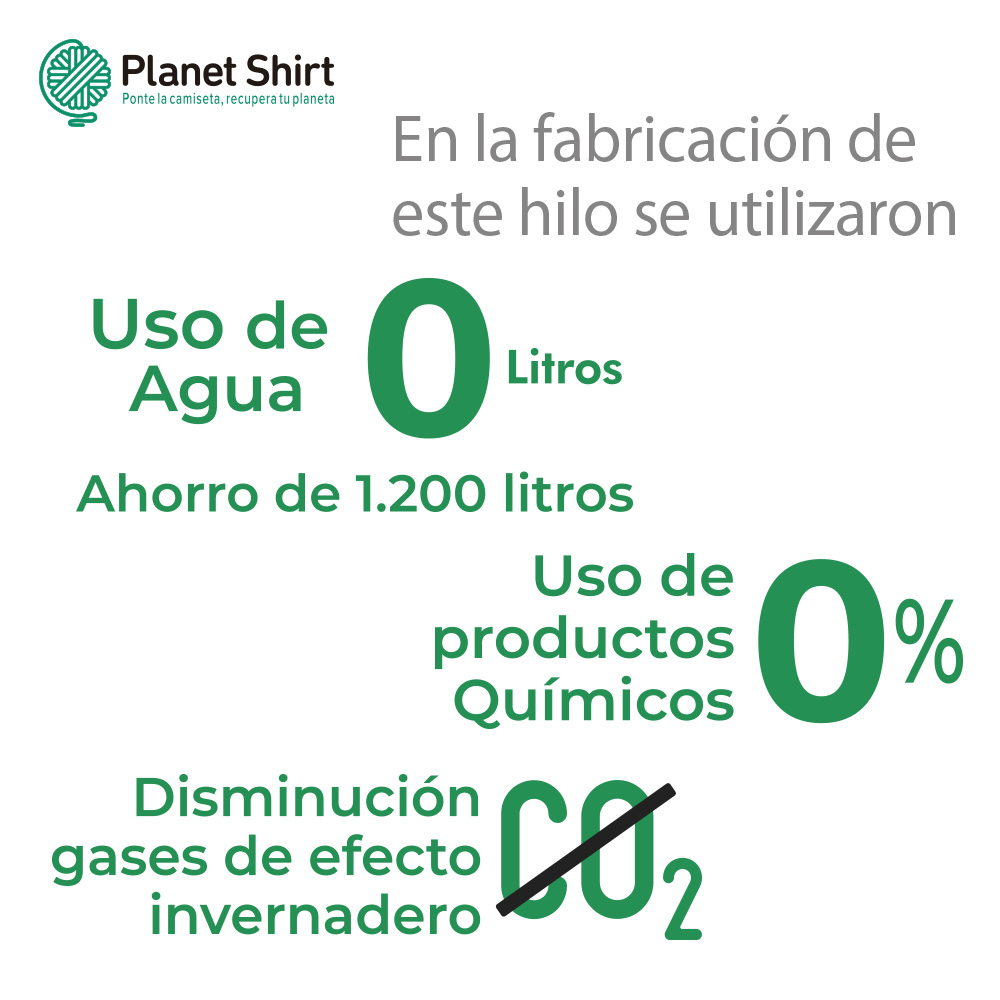 Planet Shirt
Ponte la camiseta, recupera tu planeta
En la fabricación de
este hilo se utilizaron
Uso de
Agua
0 Litros
Ahorro de 1.200 litros
Uso de
productos
Químicos
0%
Disminución
gases de efecto
invernadero
CO2